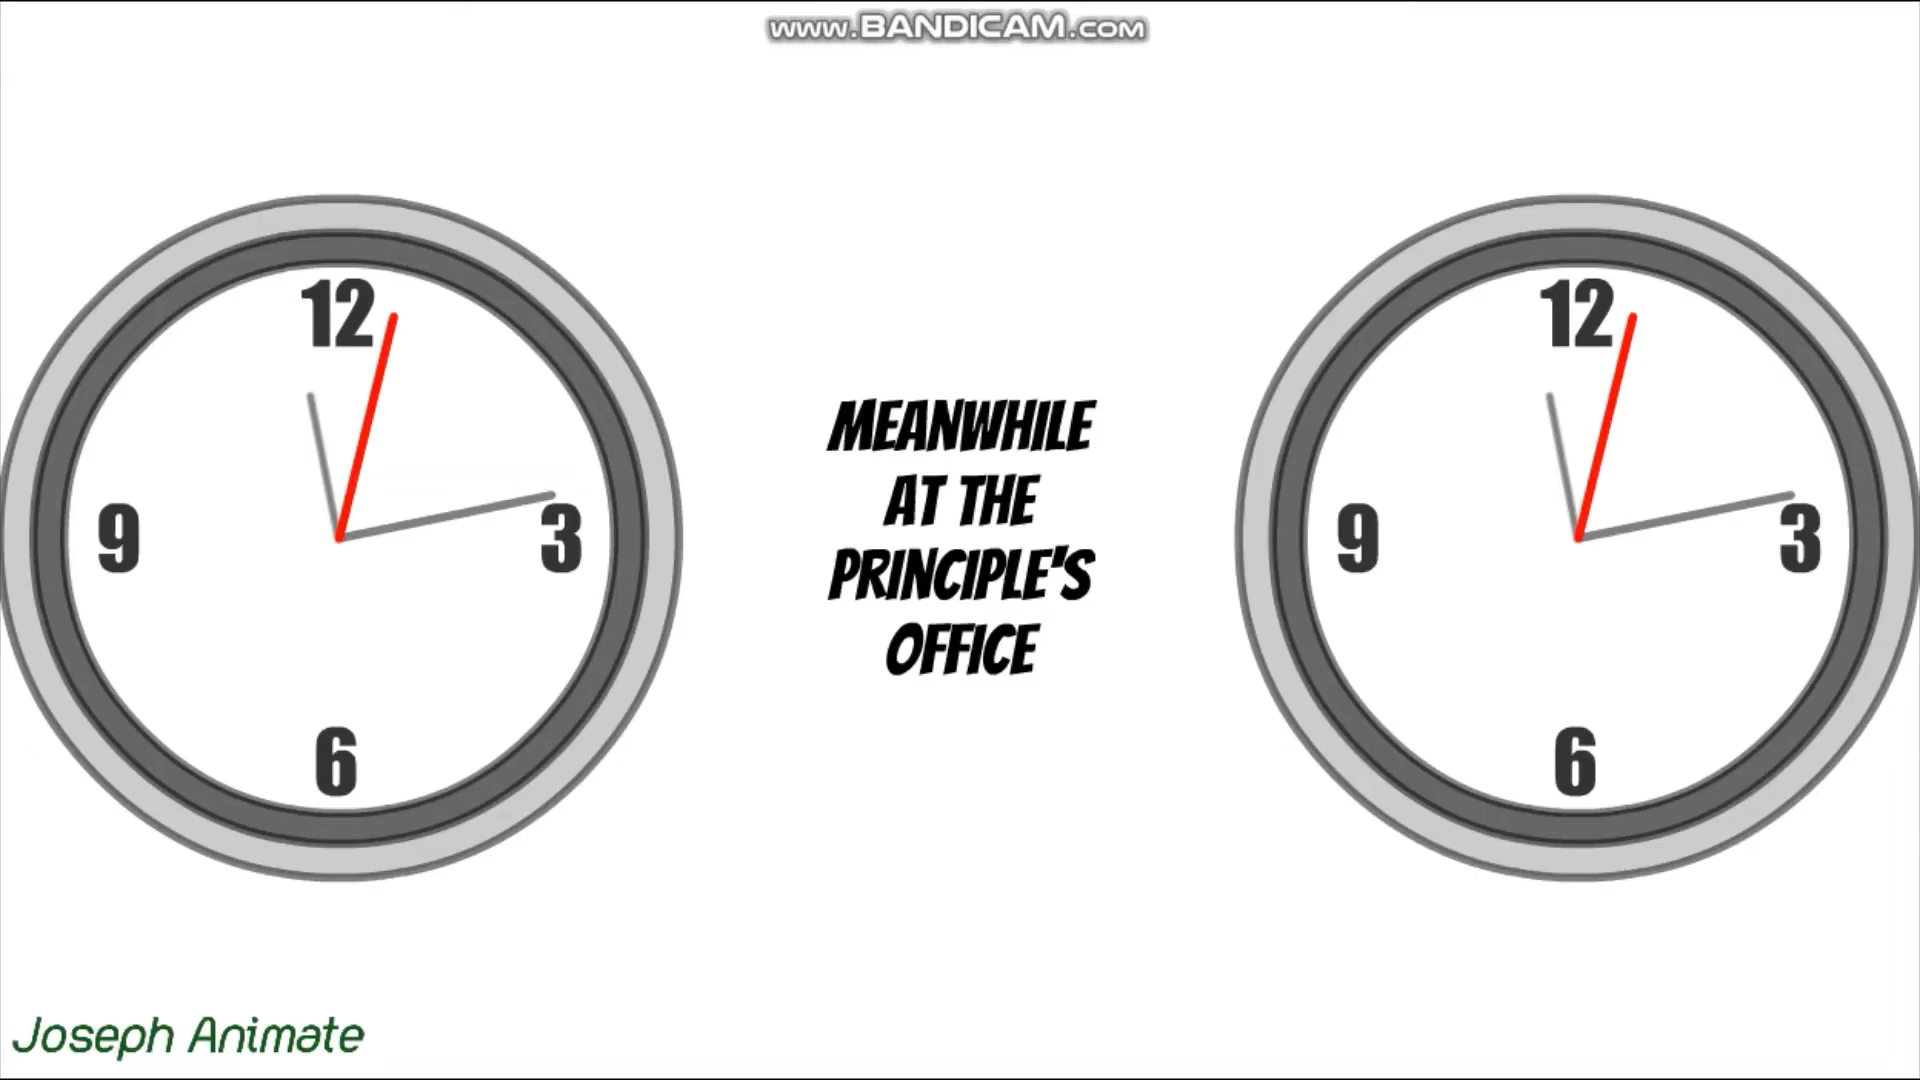 www.BANDICAM.com
12
9
3
6
MEANWHILE
AT THE
PRINCIPLE'S
OFFICE
12
9
3
6
Joseph Animate